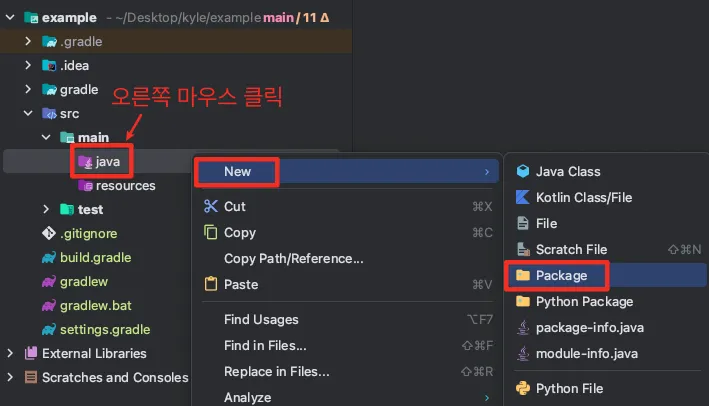 example – ~/Desktop/kyle/example main / 11 Δ
.gradle
.idea
gradle
src
오른쪽 마우스 클릭
main
java
resources
test
.gitignore
build.gradle
gradlew
gradlew.bat
settings.gradle
External Libraries
Scratches and Consoles
New
Cut ⌘X
Copy ⌘C
Copy Path/Reference...
Paste ⌘V
Find Usages ⌥F7
Find in Files... ⇧⌘F
Replace in Files... ⇧⌘R
Analyze
Java Class
Kotlin Class/File
File
Scratch File ⇧⌘N
Package
Python Package
package-info.java
module-info.java
Python File